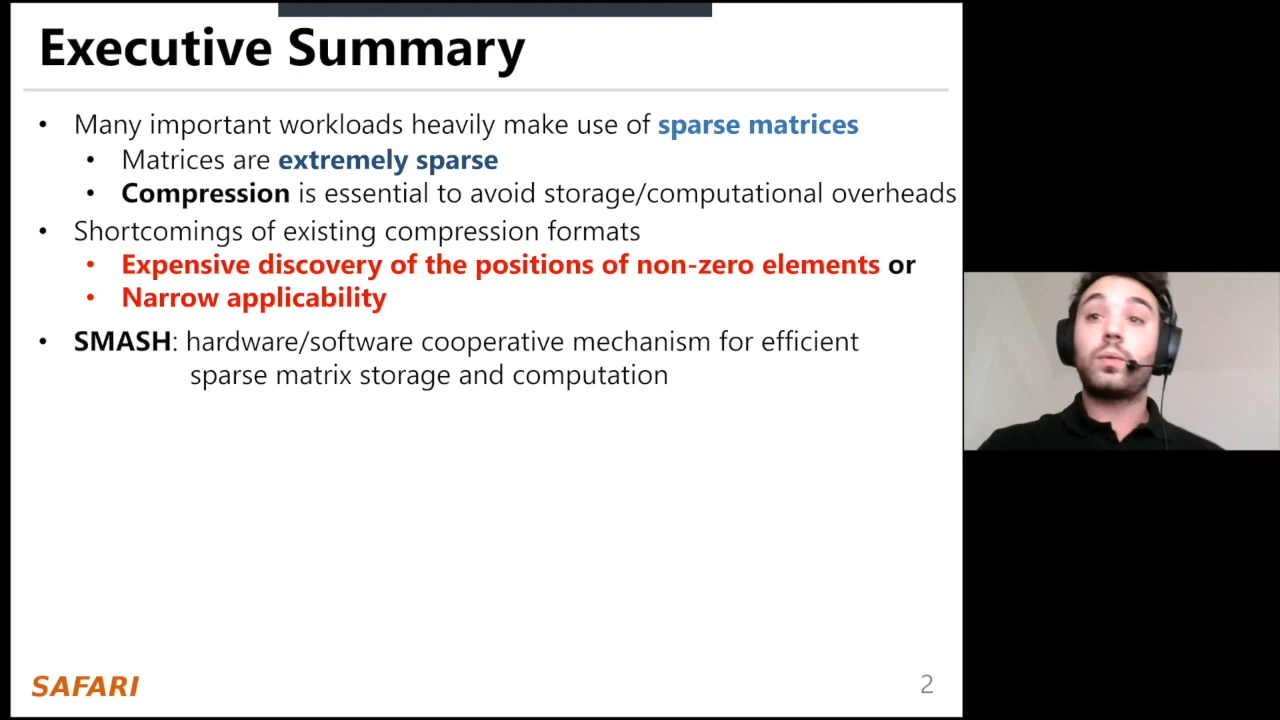 Executive Summary
• Many important workloads heavily make use of sparse matrices
• Matrices are extremely sparse
• Compression is essential to avoid storage/computational overheads
• Shortcomings of existing compression formats
• Expensive discovery of the positions of non-zero elements or
• Narrow applicability
• SMASH: hardware/software cooperative mechanism for efficient
sparse matrix storage and computation
SAFARI
2